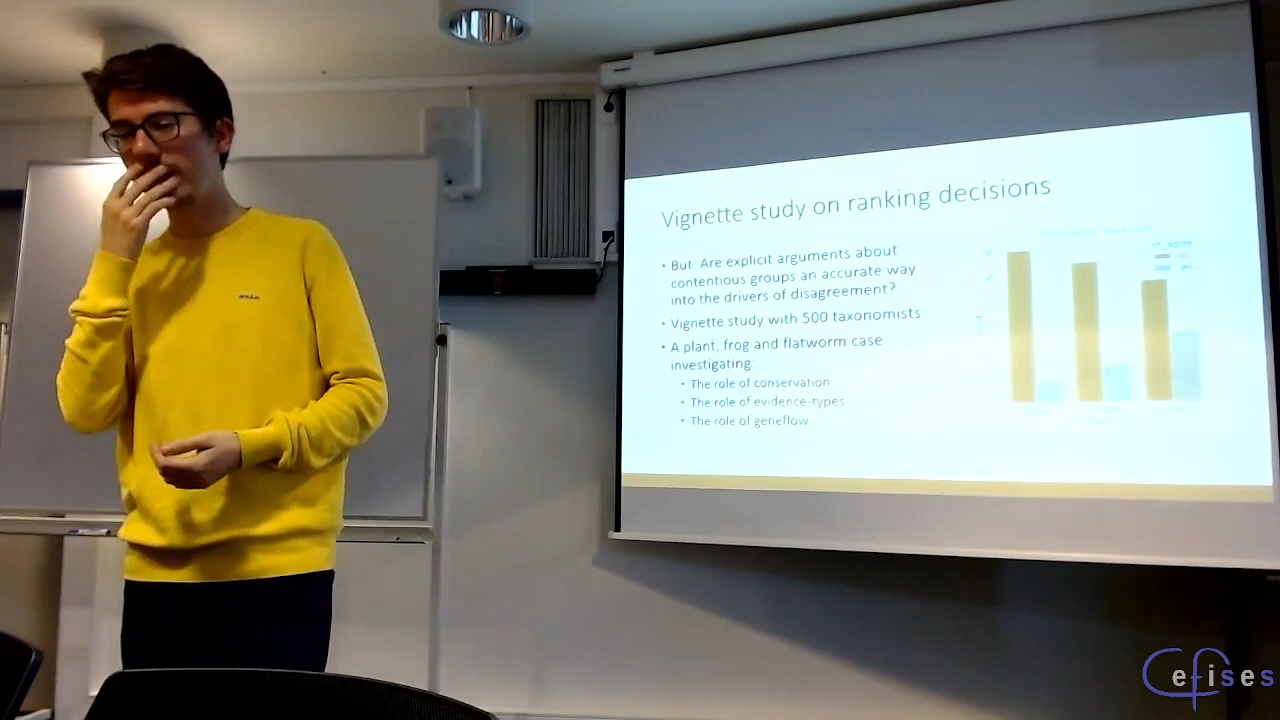 Vignette study on ranking decisions
• But Are explicit arguments about
contentious groups an accurate way
into the drivers of disagreement?
• Vignette study with 500 taxonomists
• A plant, frog and flatworm case
investigating
• The role of conservation
• The role of evidence-types
• The role of geneflow
efises